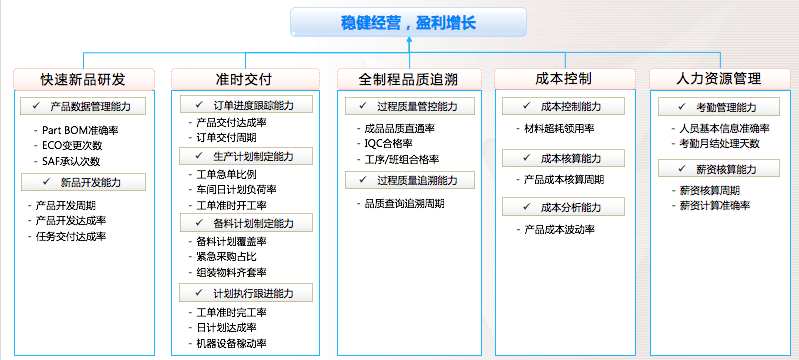 稳健经营，盈利增长
快速新品研发
✓ 产品数据管理能力
- Part BOM准确率
- ECO变更次数
- SAF承认次数
✓ 新品开发能力
- 产品开发周期
- 产品开发达成率
- 任务交付达成率
准时交付
✓ 订单进度跟踪能力
- 产品交付达成率
- 订单交付周期
✓ 生产计划制定能力
- 工单急单比例
- 车间日计划负荷率
- 工单准时开工率
✓ 备料计划制定能力
- 备料计划覆盖率
- 紧急采购占比
- 组装物料齐套率
✓ 计划执行跟进能力
- 工单准时完工率
- 日计划达成率
- 机器设备稼动率
全制程品质追溯
✓ 过程质量管控能力
- 成品品质直通率
- IQC合格率
- 工序/班组合格率
✓ 过程质量追溯能力
- 品质查询追溯周期
成本控制
✓ 成本控制能力
- 材料超耗领用率
✓ 成本核算能力
- 产品成本核算周期
✓ 成本分析能力
- 产品成本波动率
人力资源管理
✓ 考勤管理能力
- 人员基本信息准确率
- 考勤月结处理天数
✓ 薪资核算能力
- 薪资核算周期
- 薪资计算准确率